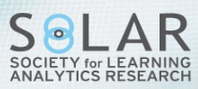 SOLAR
SOCIETY for LEARNING
ANALYTICS RESEARCH